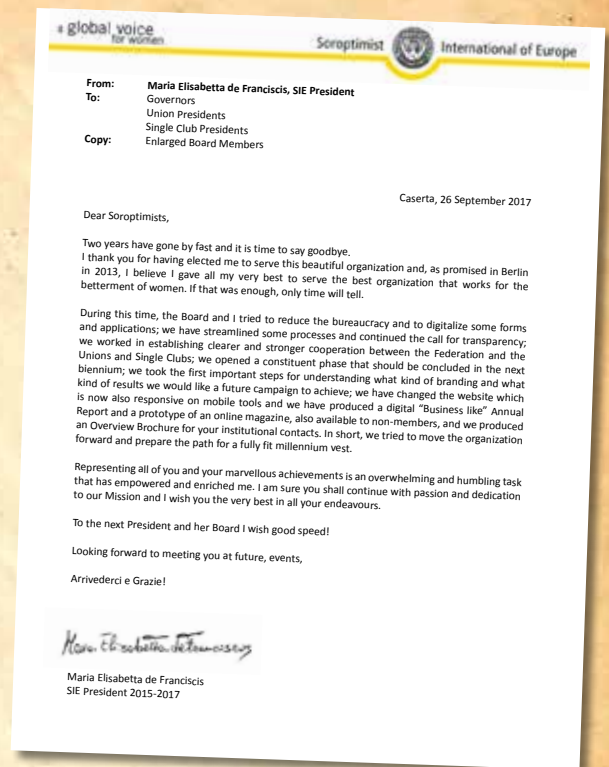 a global voice
for women
Soroptimist International of Europe
From: Maria Elisabetta de Franciscis, SIE President
To: Governors
Union Presidents
Single Club Presidents
Copy: Enlarged Board Members
Caserta, 26 September 2017
Dear Soroptimists,
Two years have gone by fast and it is time to say goodbye.
I thank you for having elected me to serve this beautiful organization and, as promised in Berlin
in 2013, I believe I gave all my very best to serve the best organization that works for the
betterment of women. If that was enough, only time will tell.
During this time, the Board and I tried to reduce the bureaucracy and to digitalize some forms
and applications; we have streamlined some processes and continued the call for transparency;
we worked in establishing clearer and stronger cooperation between the Federation and the
Unions and Single Clubs; we opened a constituent phase that should be concluded in the next
biennium; we took the first important steps for understanding what kind of branding and what
kind of results we would like a future campaign to achieve; we have changed the website which
is now also responsive on mobile tools and we have produced a digital “Business like” Annual
Report and a prototype of an online magazine, also available to non-members, and we produced
an Overview Brochure for your institutional contacts. In short, we tried to move the organization
forward and prepare the path for a fully fit millennium vest.
Representing all of you and your marvellous achievements is an overwhelming and humbling task
that has empowered and enriched me. I am sure you shall continue with passion and dedication
to our Mission and I wish you the very best in all your endeavours.
To the next President and her Board I wish good speed!
Looking forward to meeting you at future, events,
Arrivederci e Grazie!
Maria Elisabetta de Franciscis
Maria Elisabetta de Franciscis
SIE President 2015-2017